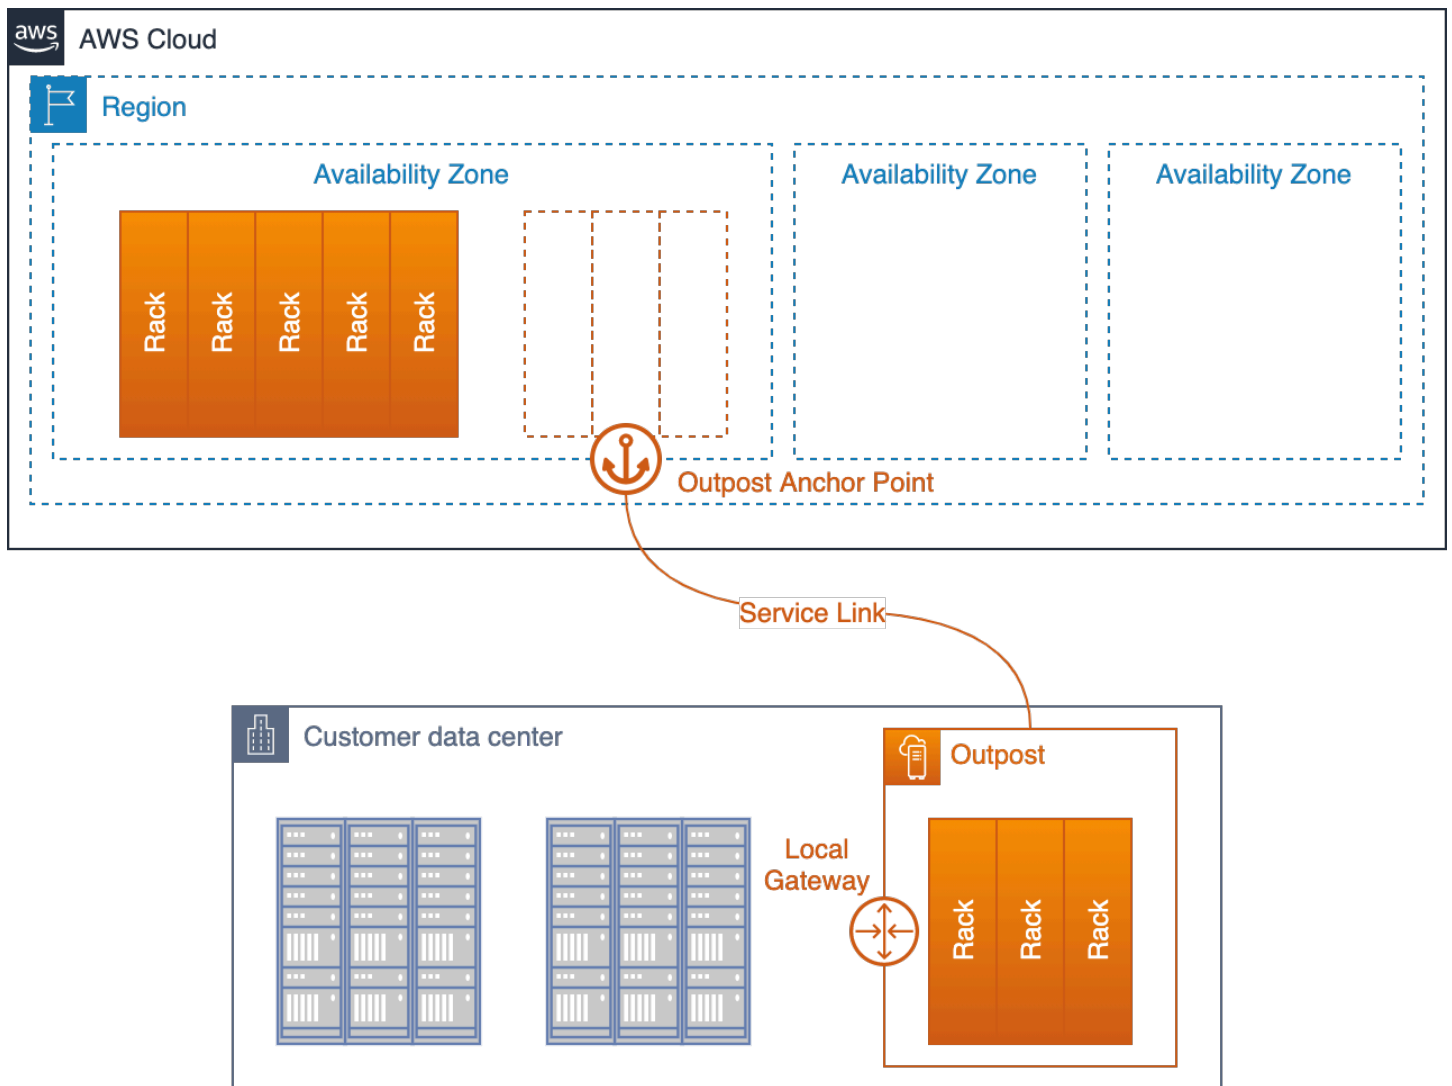 aws
AWS Cloud
Region
Availability Zone
Availability Zone
Availability Zone
Rack
Rack
Rack
Rack
Rack
Outpost Anchor Point
Service Link
Customer data center
Outpost
Local
Gateway
Rack
Rack
Rack